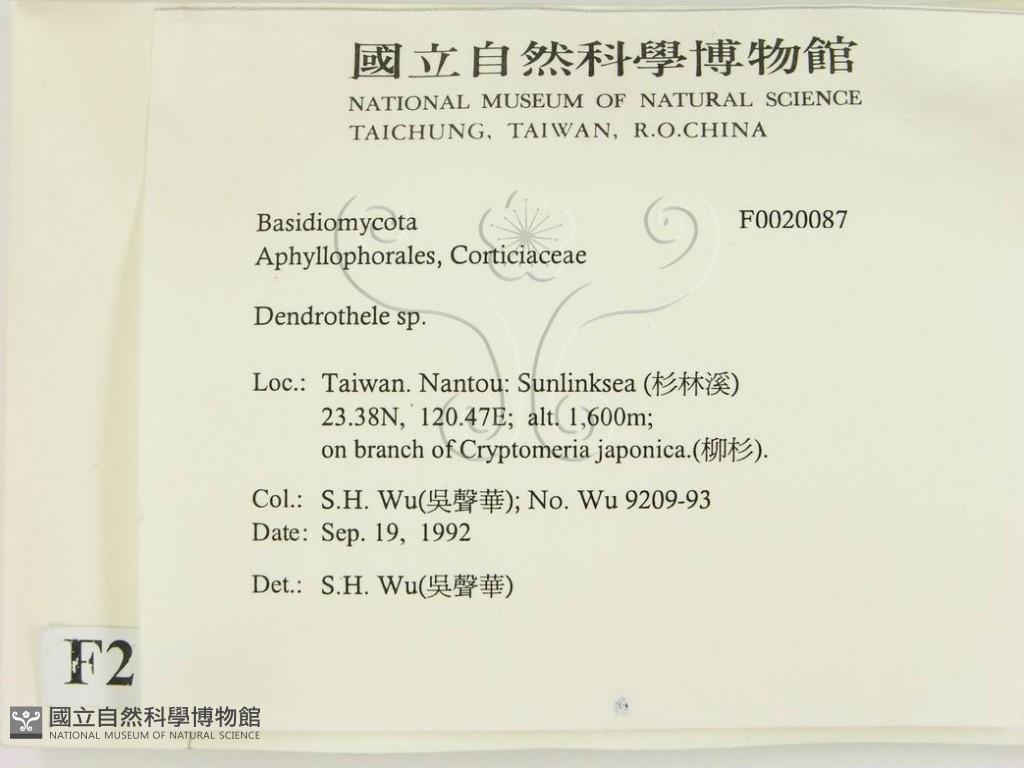 國立自然科學博物館
NATIONAL MUSEUM OF NATURAL SCIENCE
TAICHUNG, TAIWAN, R.O.CHINA
Basidiomycota F0020087
Aphyllophorales, Corticiaceae
Dendrothele sp.
Loc.: Taiwan. Nantou: Sunlinksea (杉林溪)
23.38N, 120.47E; alt. 1,600m;
on branch of Cryptomeria japonica.(柳杉).
Col.: S.H. Wu(吳聲華); No. Wu 9209-93
Date: Sep. 19, 1992
Det.: S.H. Wu(吳聲華)
F2
國立自然科學博物館
NATIONAL MUSEUM OF NATURAL SCIENCE